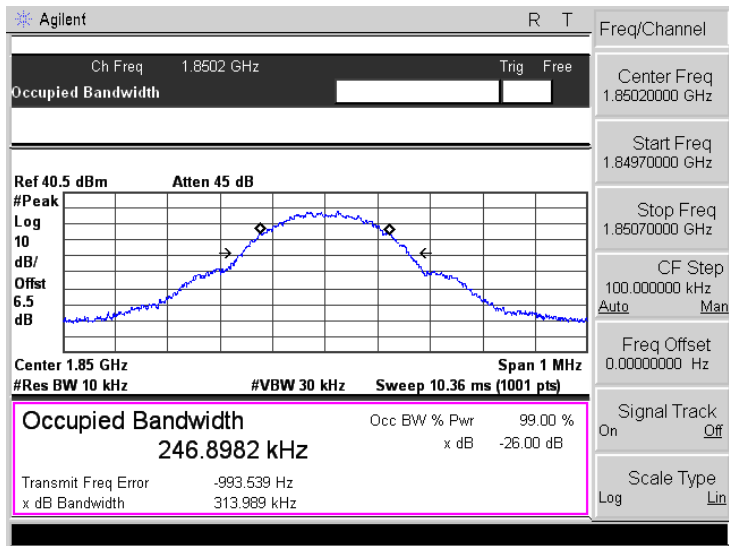 Agilent R T
Ch Freq 1.8502 GHz Trig Free
Occupied Bandwidth
Ref 40.5 dBm Atten 45 dB
#Peak
Log
10
dB/
Offst
6.5
dB
Center 1.85 GHz Span 1 MHz
#Res BW 10 kHz #VBW 30 kHz Sweep 10.36 ms (1001 pts)
Occupied Bandwidth Occ BW % Pwr 99.00 %
246.8982 kHz x dB -26.00 dB
Transmit Freq Error -993.539 Hz
x dB Bandwidth 313.989 kHz
Freq/Channel
Center Freq
1.85020000 GHz
Start Freq
1.84970000 GHz
Stop Freq
1.85070000 GHz
CF Step
100.000000 kHz
Auto Man
Freq Offset
0.00000000 Hz
Signal Track
On Off
Scale Type
Log Lin